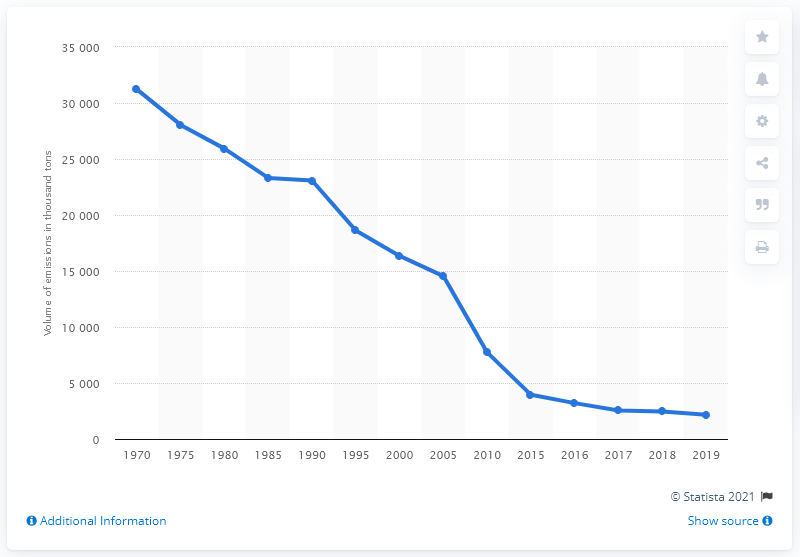 35 000
30 000
25 000
20 000
15 000
10 000
5 000
0
Volume of emissions in thousand tons
1970 1975 1980 1985 1990 1995 2000 2005 2010 2015 2016 2017 2018 2019
© Statista 2021
Additional Information
Show source